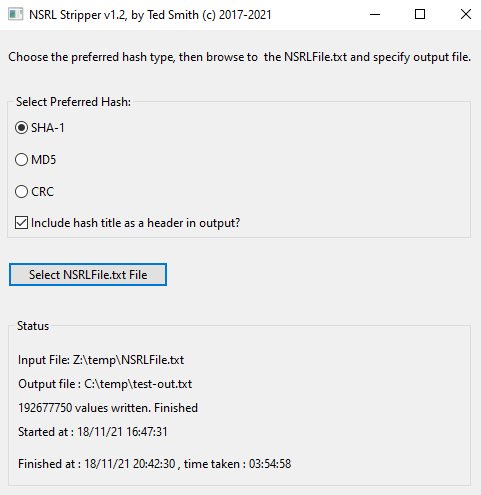 NSRL Stripper v1.2, by Ted Smith (c) 2017-2021
Choose the preferred hash type, then browse to  the NSRLFile.txt and specify output file.
Select Preferred Hash:
SHA-1
MD5
CRC
Include hash title as a header in output?
Select NSRLFile.txt File
Status
Input File: Z:\temp\NSRLFile.txt
Output file : C:\temp\test-out.txt
192677750 values written. Finished
Started at : 18/11/21 16:47:31
Finished at : 18/11/21 20:42:30 , time taken : 03:54:58